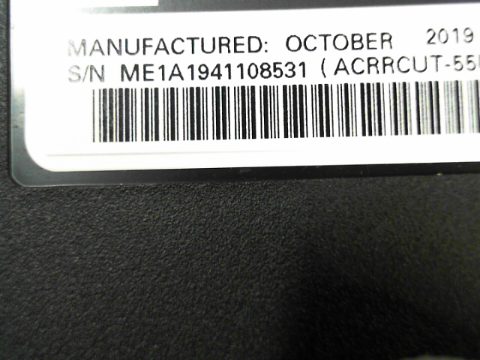 MANUFACTURED: OCTOBER 2019
S/N ME1A1941108531 (ACRRCUT-55